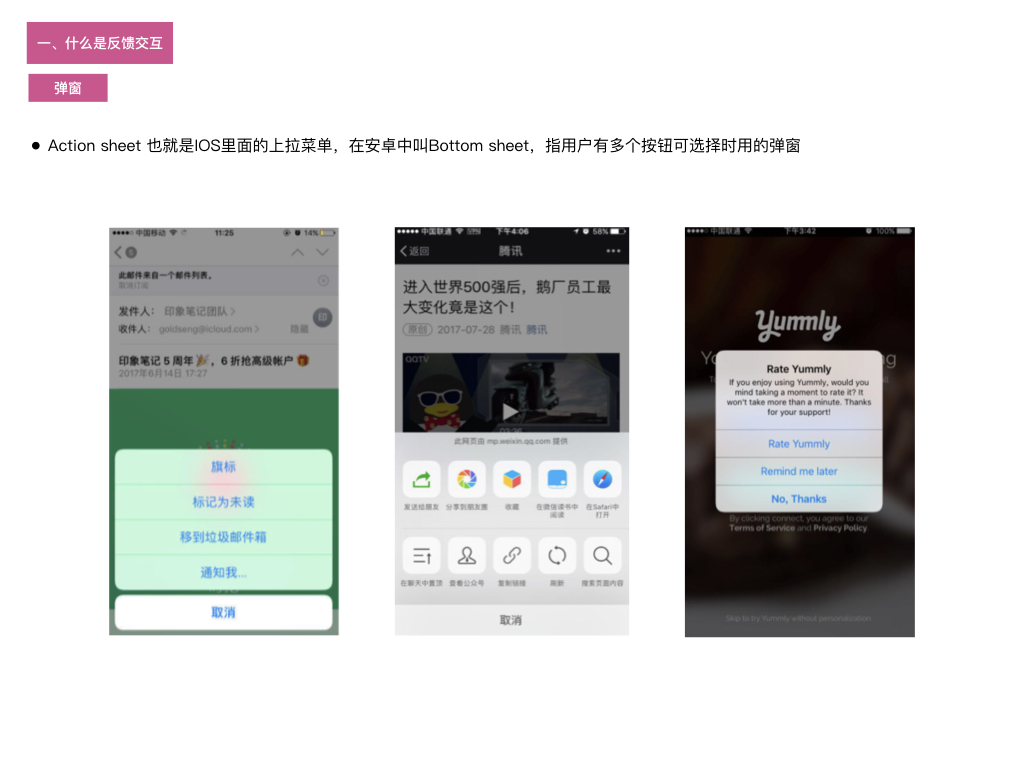 一、什么是反馈交互
弹窗
● Action sheet 也就是IOS里面的上拉菜单，在安卓中叫Bottom sheet，指用户有多个按钮可选择时用的弹窗
中国移动 11:25 14%
5
此邮件来自一个邮件列表。
取消订阅
发件人： 印象笔记团队
收件人： goldseng@icloud.com 隐藏
印
印象笔记 5 周年🎉，6 折抢高级帐户🎁
2017年6月14日 17:27
旗标
标记为未读
移到垃圾邮件箱
通知我...
取消
中国联通 下午4:06 58%
返回 腾讯
进入世界500强后，鹅厂员工最
大变化竟是这个！
原创 2017-07-28 腾讯 腾讯
QQTV
03:36
此网页由 mp.weixin.qq.com 提供
发送给朋友 分享到朋友圈 收藏 在微信读书中
阅读 在Safari中
打开
在聊天中置顶 查看公众号 复制链接 刷新 搜索页面内容
取消
中国联通 下午3:42 100%
Yummly
Rate Yummly
If you enjoy using Yummly, would you
mind taking a moment to rate it? It
won't take more than a minute. Thanks
for your support!
Rate Yummly
Remind me later
No, Thanks
By clicking connect, you agree to our
Terms of Service and Privacy Policy
Skip to try Yummly without personalization